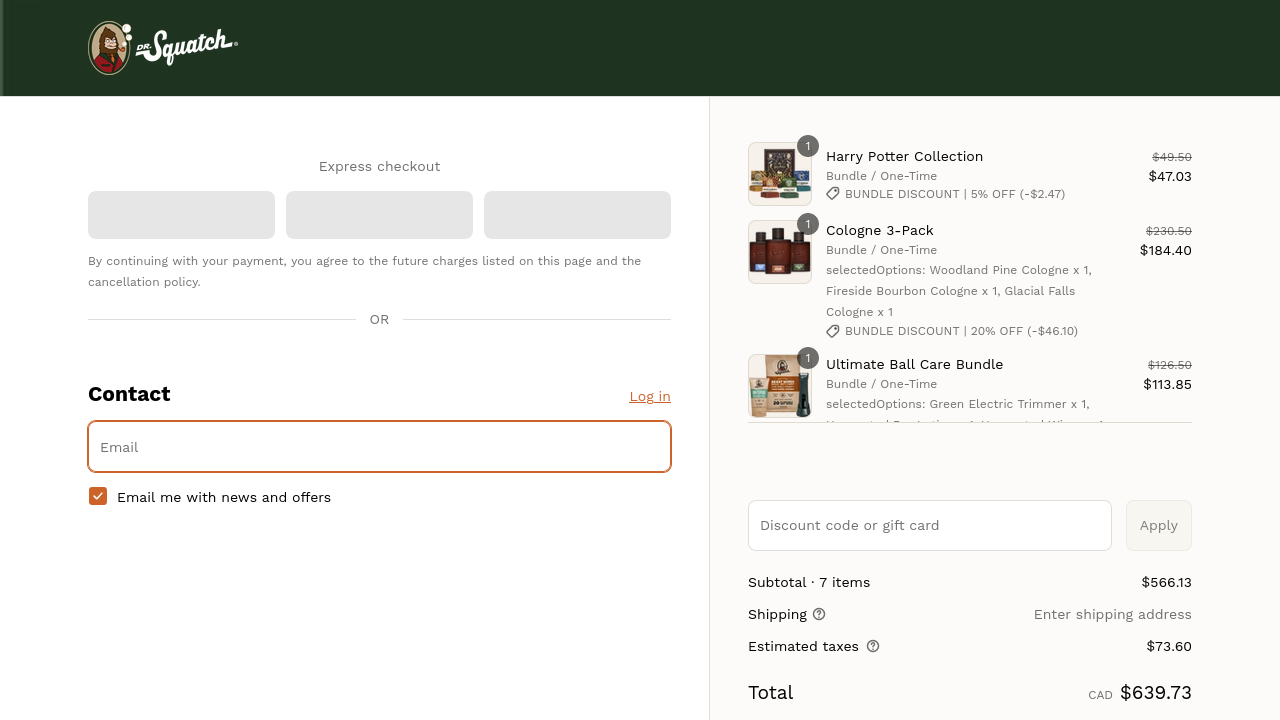 DR. Squatch
Express checkout
By continuing with your payment, you agree to the future charges listed on this page and the
cancellation policy.
OR
Contact
Log in
Email
Email me with news and offers
1
Harry Potter Collection
$49.50
Bundle / One-Time
$47.03
BUNDLE DISCOUNT | 5% OFF (-$2.47)
1
Cologne 3-Pack
$230.50
Bundle / One-Time
$184.40
selectedOptions: Woodland Pine Cologne x 1,
Fireside Bourbon Cologne x 1, Glacial Falls
Cologne x 1
BUNDLE DISCOUNT | 20% OFF (-$46.10)
1
Ultimate Ball Care Bundle
$126.50
Bundle / One-Time
$113.85
selectedOptions: Green Electric Trimmer x 1,
Discount code or gift card
Apply
Subtotal · 7 items
$566.13
Shipping
Enter shipping address
Estimated taxes
$73.60
Total
CAD $639.73